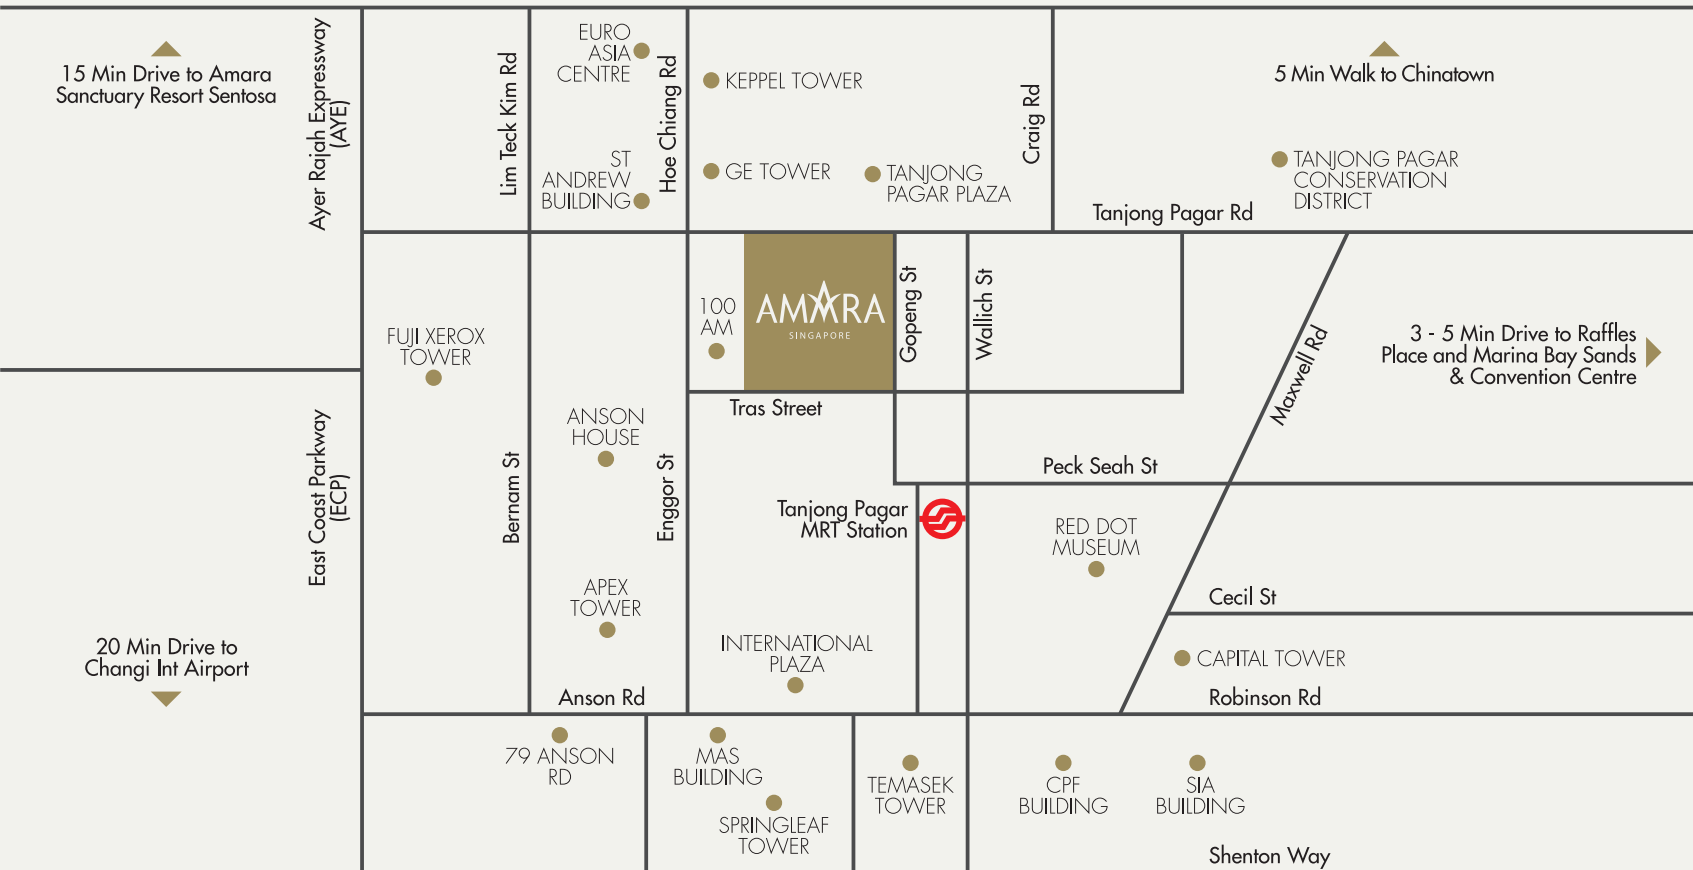 15 Min Drive to Amara
Sanctuary Resort Sentosa
Ayer Rajah Expressway
(AYE)
Lim Teck Kim Rd
EURO
ASIA
CENTRE
ST
ANDREW
BUILDING
Hoe Chiang Rd
KEPPEL TOWER
GE TOWER
TANJONG
PAGAR PLAZA
Craig Rd
5 Min Walk to Chinatown
TANJONG PAGAR
CONSERVATION
DISTRICT
Tanjong Pagar Rd
FUJI XEROX
TOWER
100
AM
AMARA
SINGAPORE
Gopeng St
Wallich St
Maxwell Rd
3 - 5 Min Drive to Raffles
Place and Marina Bay Sands
& Convention Centre
Tras Street
East Coast Parkway
(ECP)
Bernam St
ANSON
HOUSE
Enggor St
Peck Seah St
Tanjong Pagar
MRT Station
RED DOT
MUSEUM
APEX
TOWER
Cecil St
20 Min Drive to
Changi Int Airport
INTERNATIONAL
PLAZA
CAPITAL TOWER
Anson Rd
Robinson Rd
79 ANSON
RD
MAS
BUILDING
SPRINGLEAF
TOWER
TEMASEK
TOWER
CPF
BUILDING
SIA
BUILDING
Shenton Way